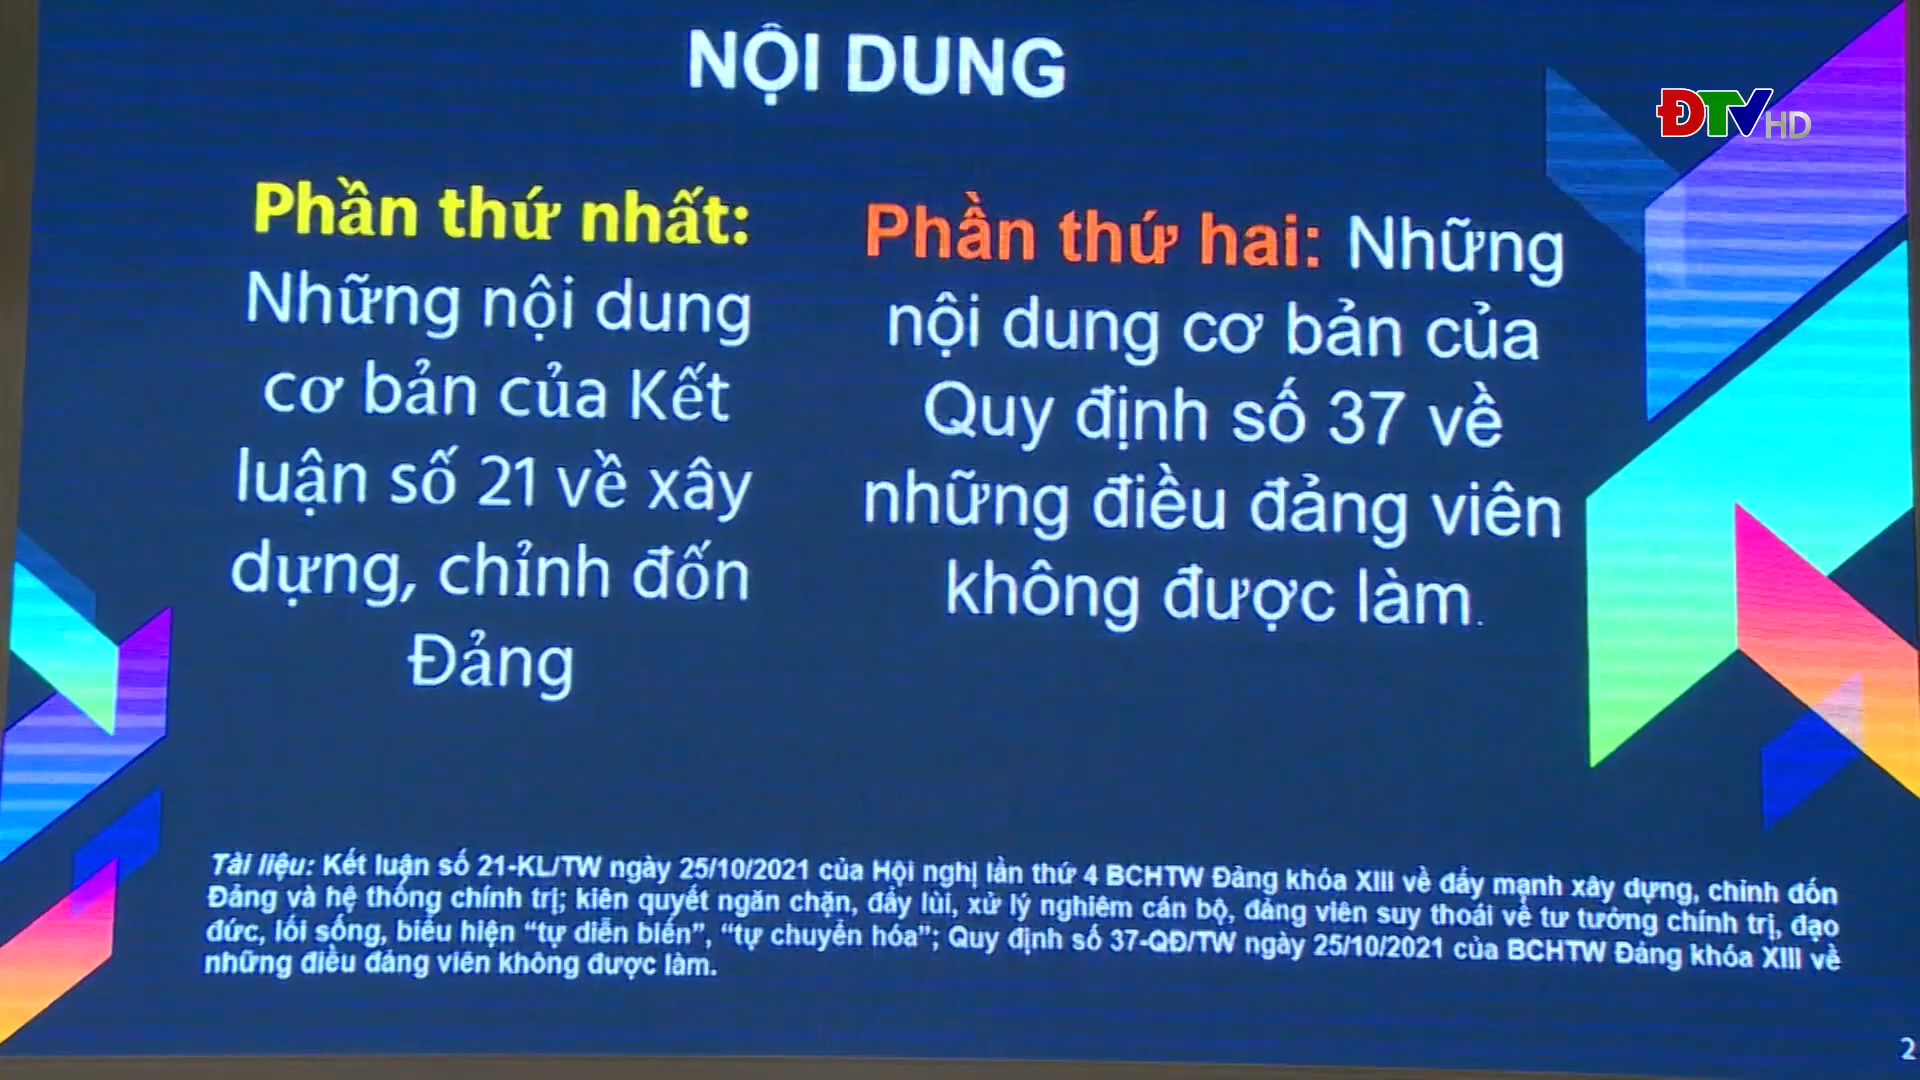 NỘI DUNG
ĐTVHD
Phần thứ nhất:
Những nội dung
cơ bản của Kết
luận số 21 về xây
dựng, chỉnh đốn
Đảng
Phần thứ hai: Những
nội dung cơ bản của
Quy định số 37 về
những điều đảng viên
không được làm.
Tài liệu: Kết luận số 21-KL/TW ngày 25/10/2021 của Hội nghị lần thứ 4 BCHTW Đảng khóa XIII về đẩy mạnh xây dựng, chỉnh đốn
Đảng và hệ thống chính trị; kiên quyết ngăn chặn, đẩy lùi, xử lý nghiêm cán bộ, đảng viên suy thoái về tư tưởng chính trị, đạo
đức, lối sống, biểu hiện “tự diễn biến”, “tự chuyển hóa”; Quy định số 37-QĐ/TW ngày 25/10/2021 của BCHTW Đảng khóa XIII về
những điều đảng viên không được làm.
2